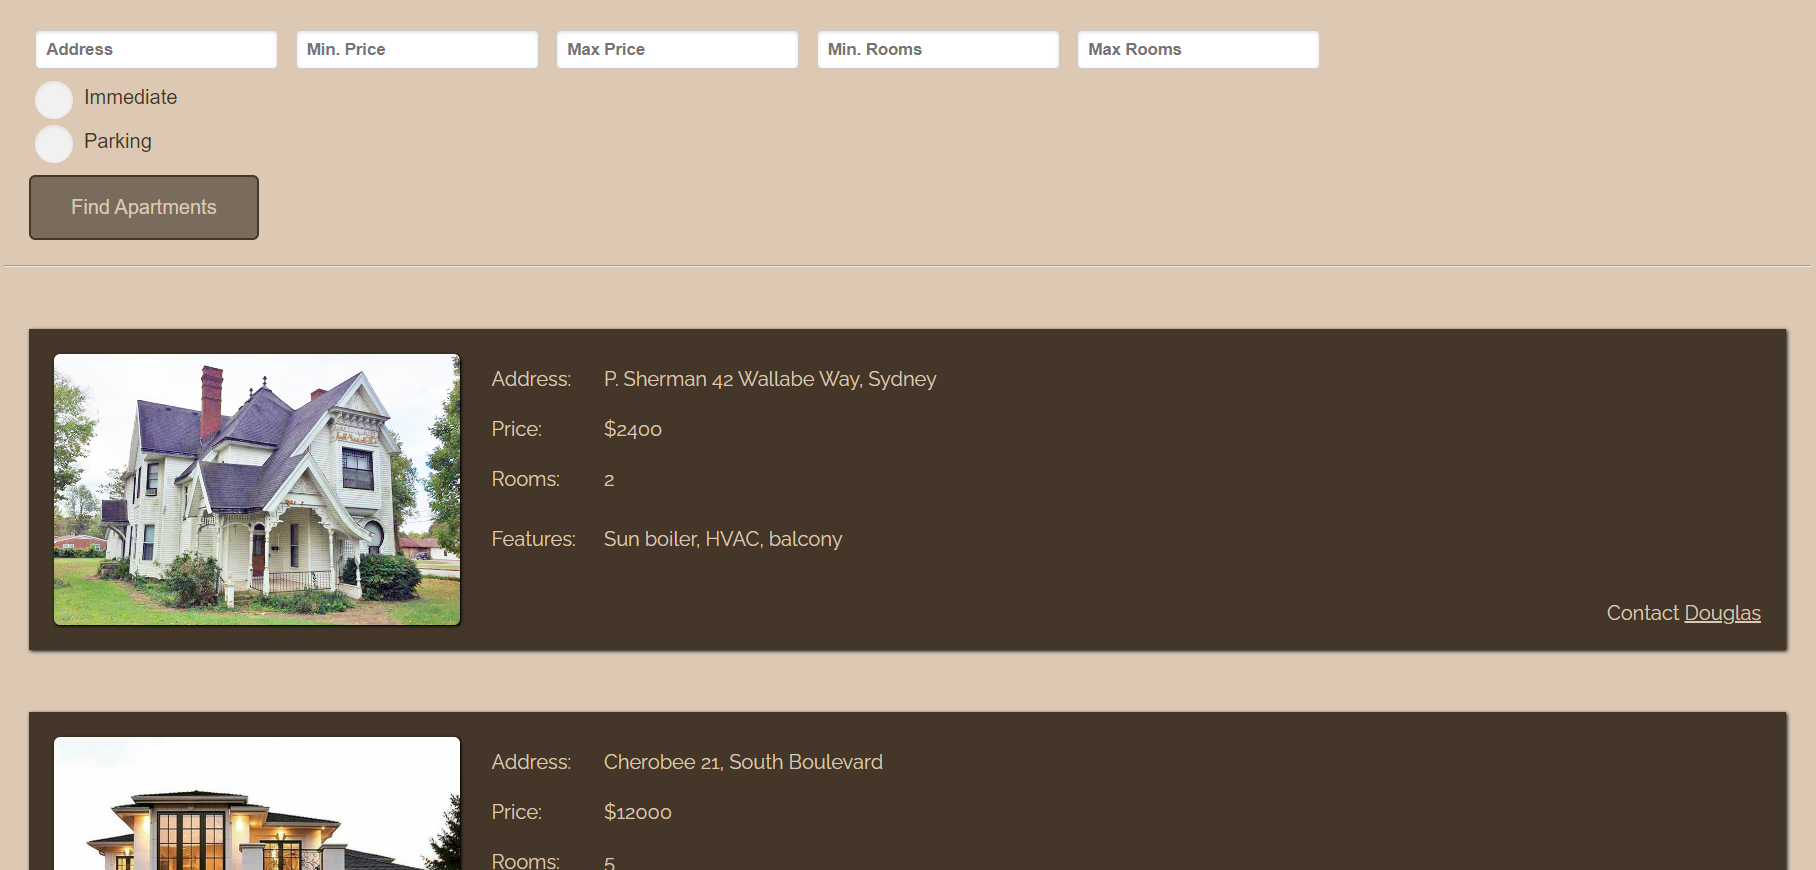 Address Min. Price Max Price Min. Rooms Max Rooms
Immediate
Parking
Find Apartments
Address: P. Sherman 42 Wallabe Way, Sydney
Price: $2400
Rooms: 2
Features: Sun boiler, HVAC, balcony
Contact Douglas
Address: Cherobee 21, South Boulevard
Price: $12000
Rooms: 5